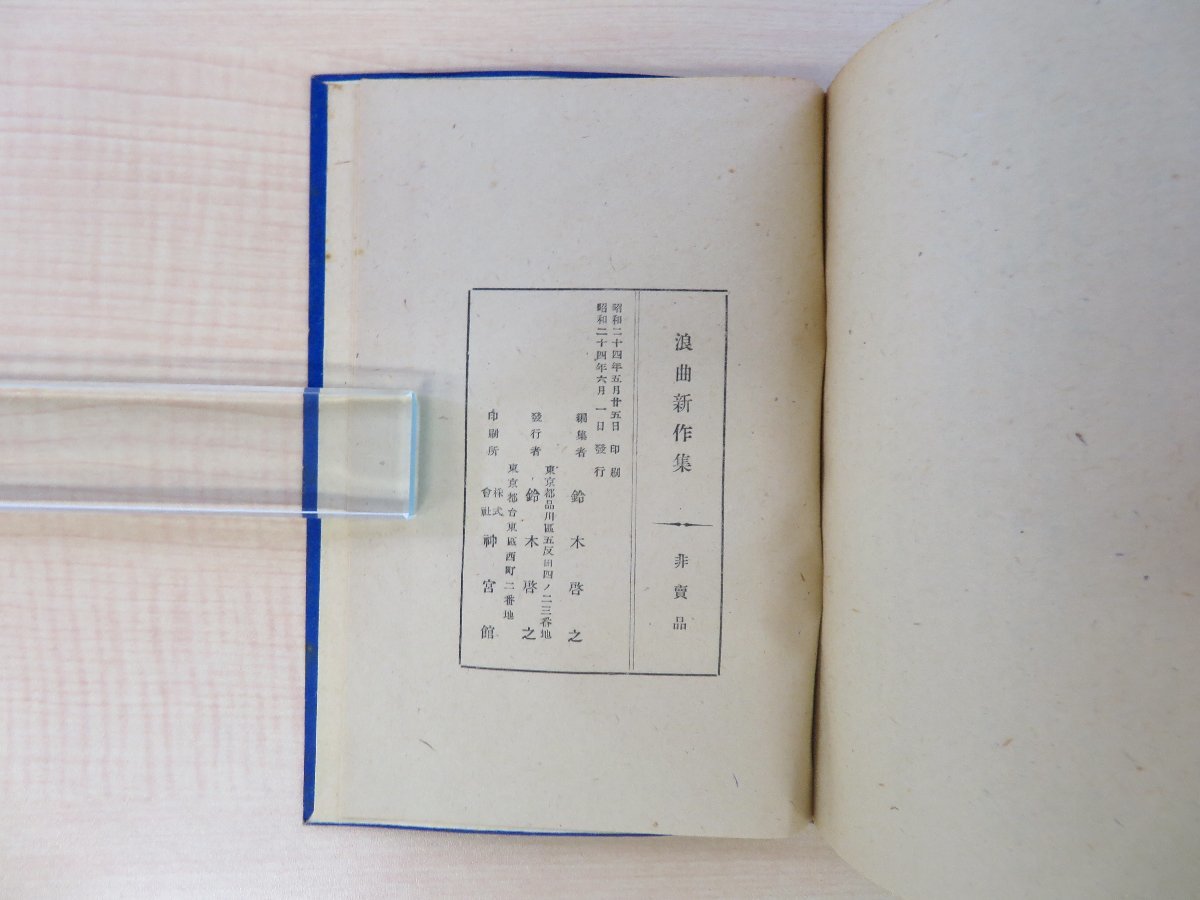 浪曲新作集 非賣品
昭和二十四年五月廿五日 印刷
昭和二十四年六月一日 發行
編集者 鈴木啓之
東京都品川區五反田四ノ二三番地
發行者 鈴木啓之
東京都台東區西町二番地
印刷所 株式會社 神宮館